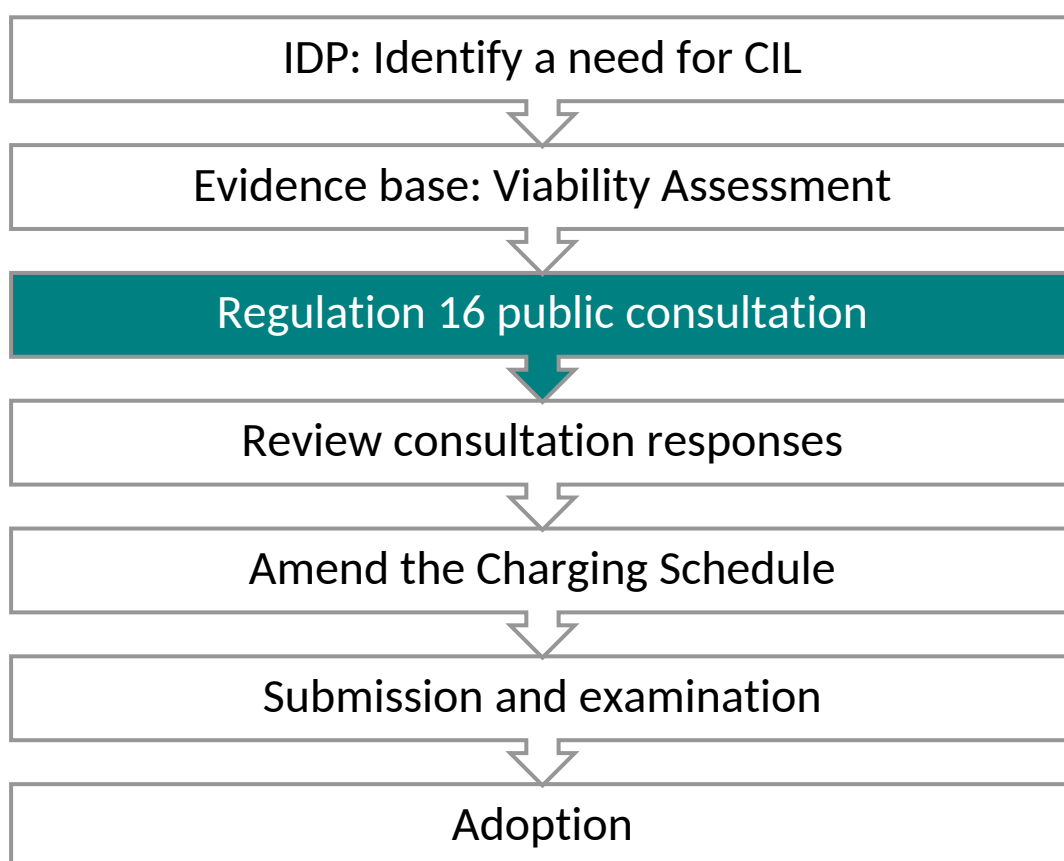 IDP: Identify a need for CIL
Evidence base: Viability Assessment
Regulation 16 public consultation
Review consultation responses
Amend the Charging Schedule
Submission and examination
Adoption